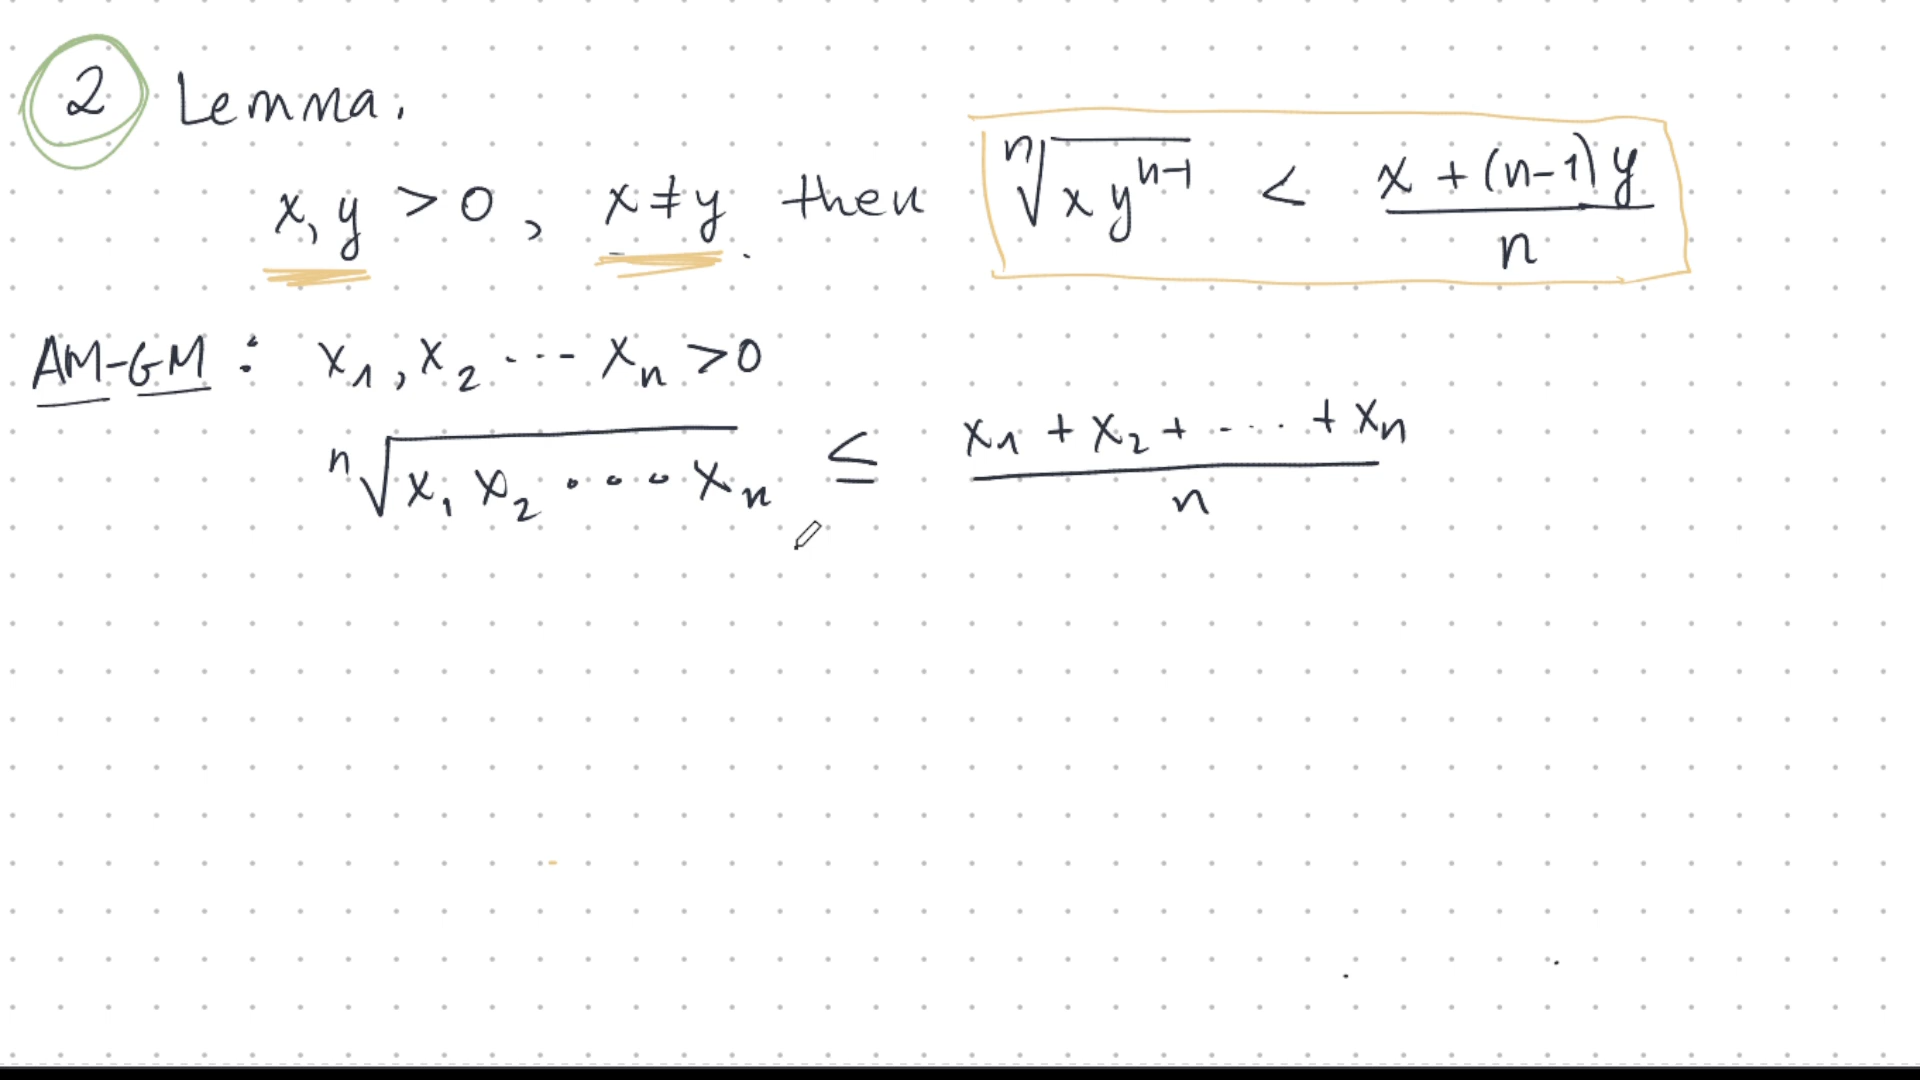 2 Lemma.
x, y > 0, x ≠ y. then ⁿ√(x yⁿ⁻¹) < (x + (n-1) y) / n
AM-GM: x₁, x₂ ... xₙ > 0
ⁿ√(x₁ x₂ .... xₙ) ≤ (x₁ + x₂ + .... + xₙ) / n